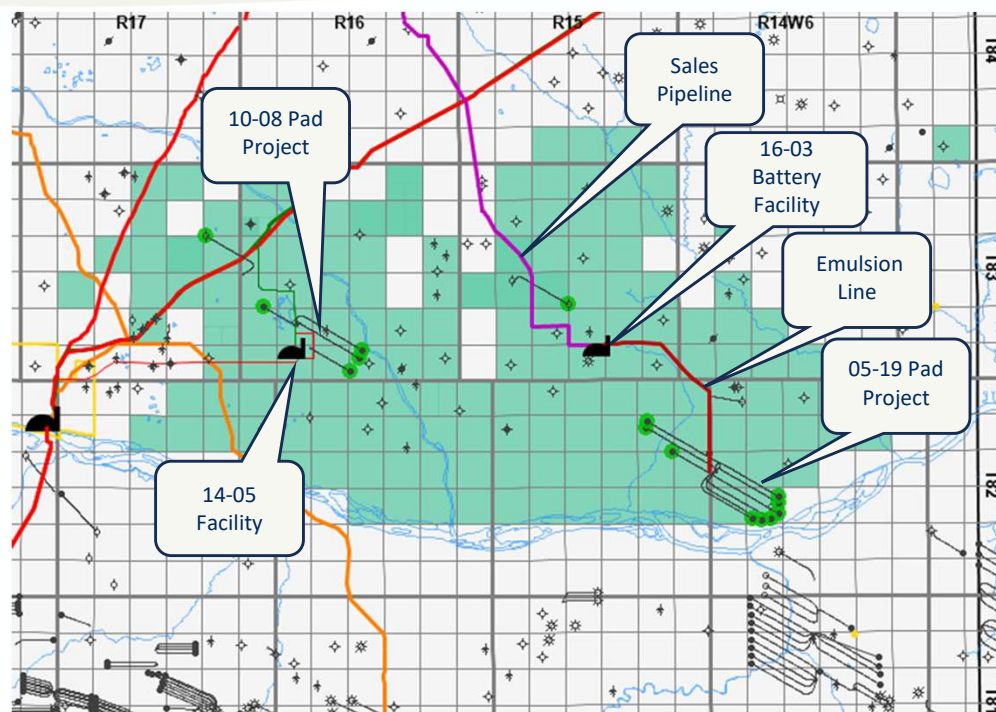 R17
R16
R15
R14W6
T84
Sales
Pipeline
10-08 Pad
Project
16-03
Battery
Facility
T83
Emulsion
Line
05-19 Pad
Project
14-05
Facility
T82
T81